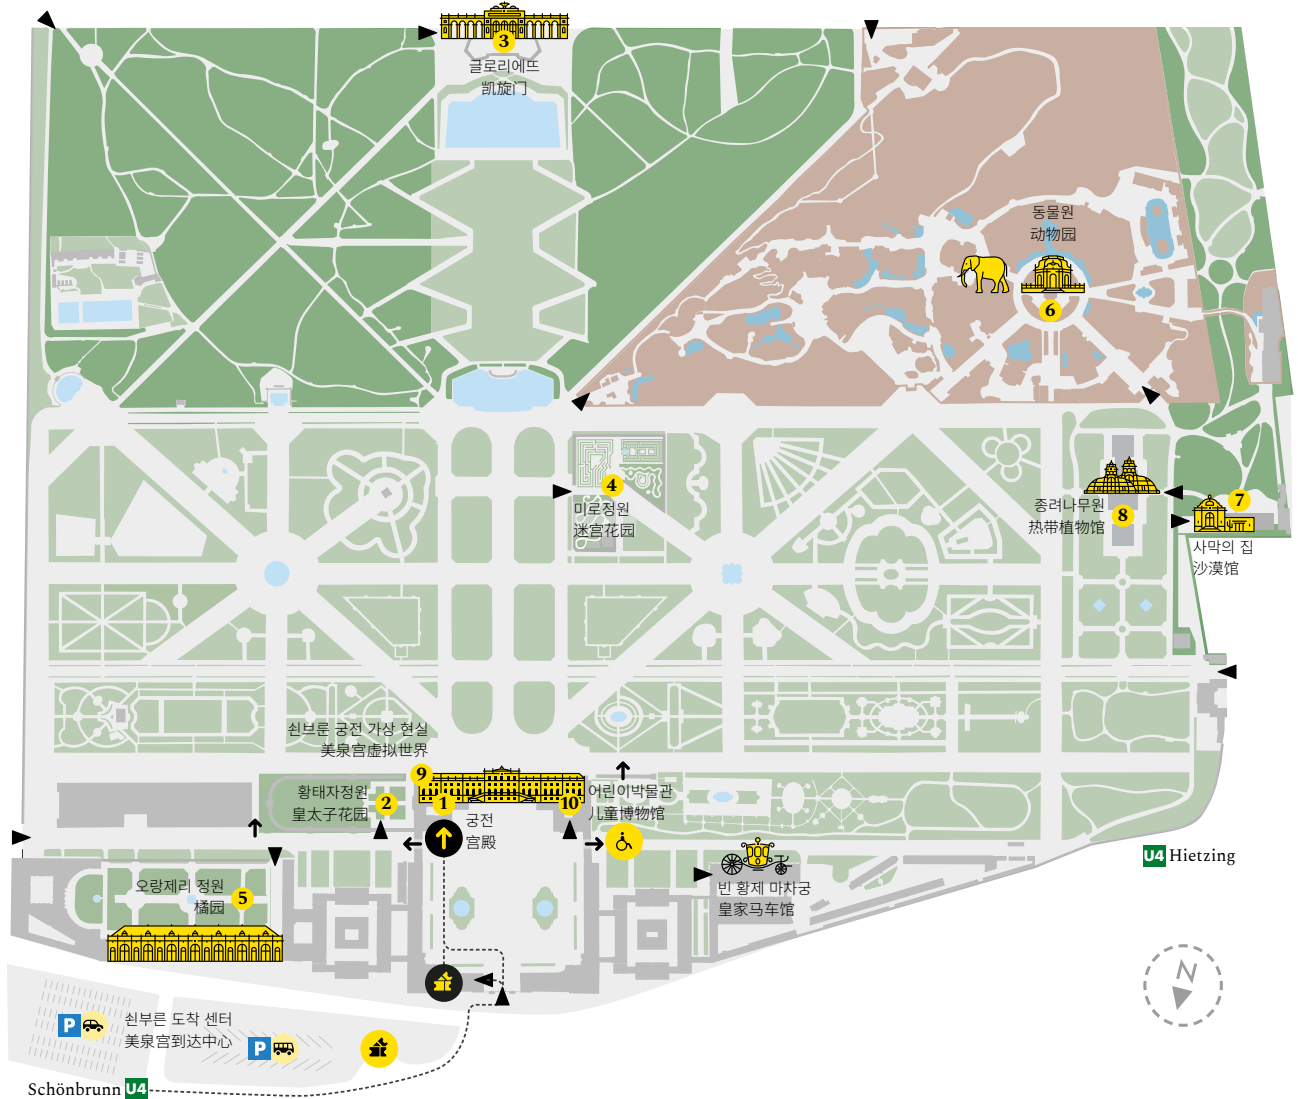 3
글로리에뜨
凯旋门
동물원
动物园
6
4
미로정원
迷宫花园
종려나무원
热带植物馆
8
7
사막의 집
沙漠馆
쇤브룬 궁전 가상 현실
美泉宫虚拟世界
9
황태자정원
皇太子花园
2
1
궁전
宫殿
10
어린이박물관
儿童博物馆
U4 Hietzing
빈 황제 마차궁
皇家马车馆
오랑제리 정원
橘园
5
N
P
쇤부른 도착 센터
美泉宫到达中心
P
Schönbrunn U4